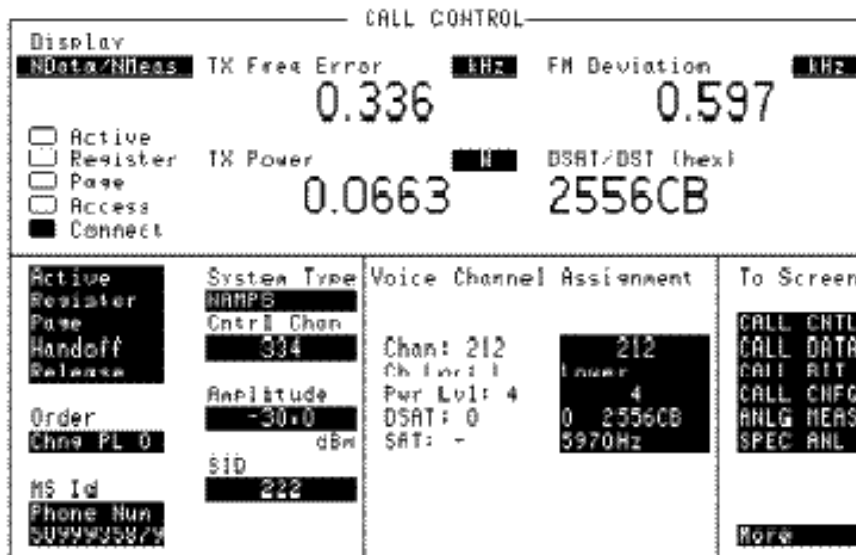 CALL CONTROL
Display
NData/NMeas
TX Freq Error
kHz
FM Deviation
kHz
0.336
0.597
Active
Register
Page
Access
Connect
TX Power
W
DSAT/DST (hex)
0.0663
2556CB
Active
Register
Page
Handoff
Release
Order
Chng PL 0
MS Id
Phone Num
System Type
NAMPS
Cntrl Chan
334
Amplitude
-30.0
dBm
SID
222
Voice Channel Assignment
Chan: 212
212
Lower
Pwr Lvl: 4
4
DSAT: 0
0 2556CB
SAT: -
5970Hz
To Screen
CALL CNTL
CALL DATA
CALL BIT
CALL CNFG
ANLG MEAS
SPEC ANL
More